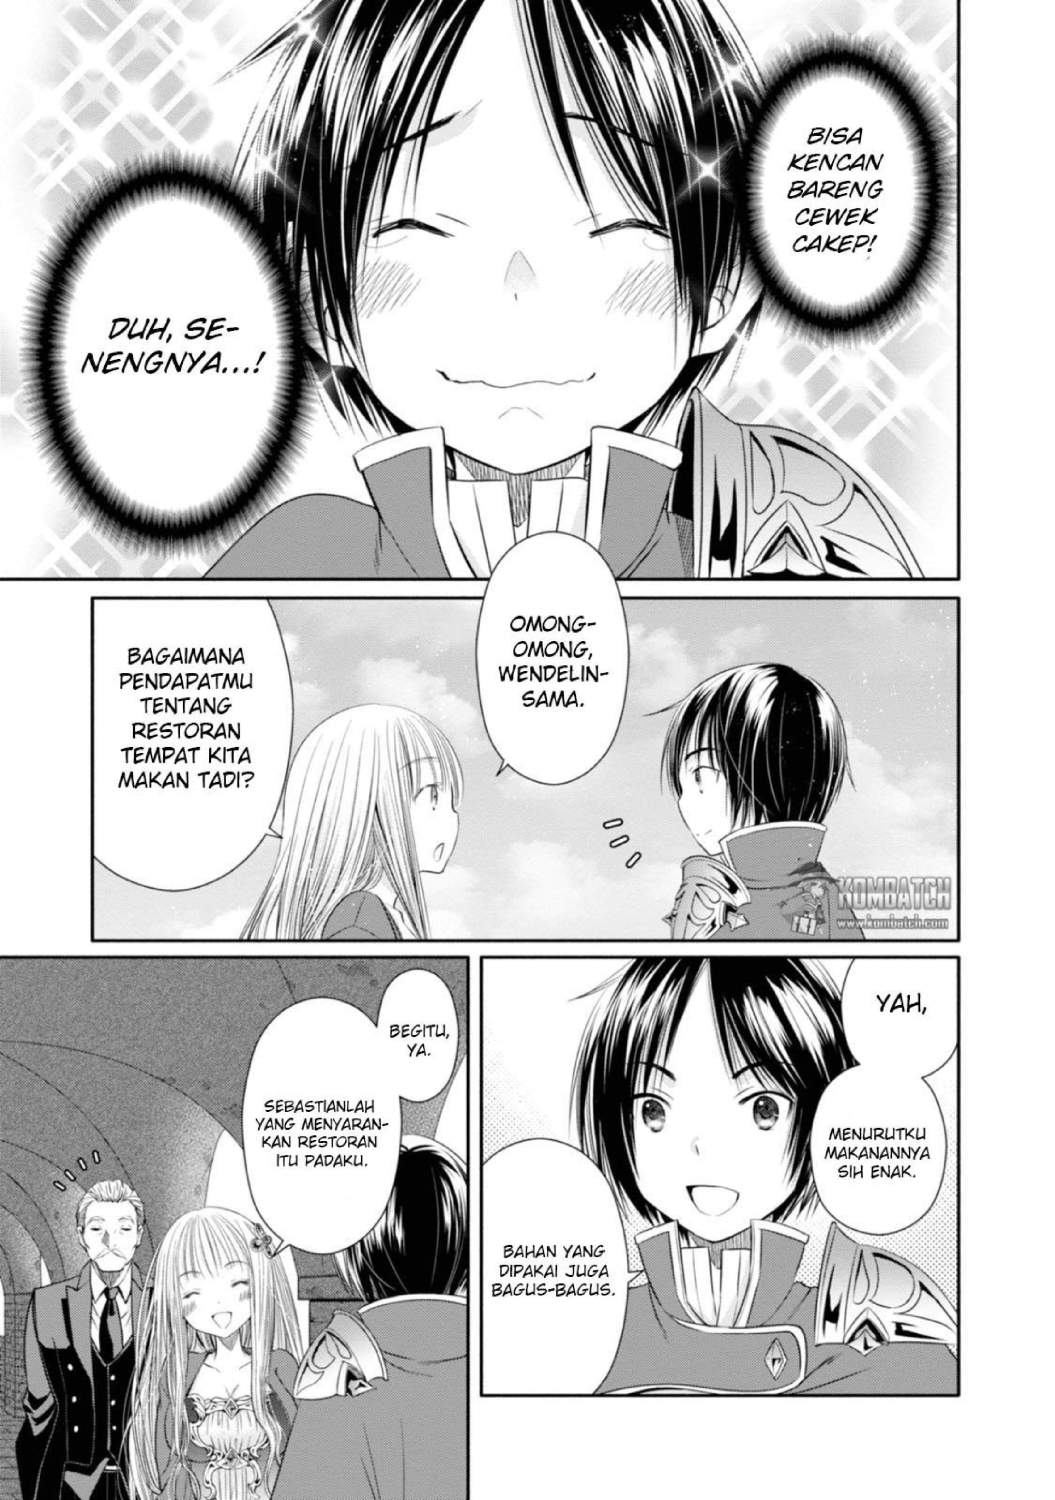 BISA
KENCAN
BARENG
CEWEK
CAKEP!
DUH, SE-
NENGNYA...!
OMONG-
OMONG,
WENDELIN-
SAMA.
BAGAIMANA
PENDAPATMU
TENTANG
RESTORAN
TEMPAT KITA
MAKAN TADI?
KOMBATCH
www.kombatch.com
YAH,
MENURUTKU
MAKANANNYA
SIH ENAK.
BAHAN YANG
DIPAKAI JUGA
BAGUS-BAGUS.
BEGITU,
YA.
SEBASTIANLAH
YANG MENYARAN-
KAN RESTORAN
ITU PADAKU.